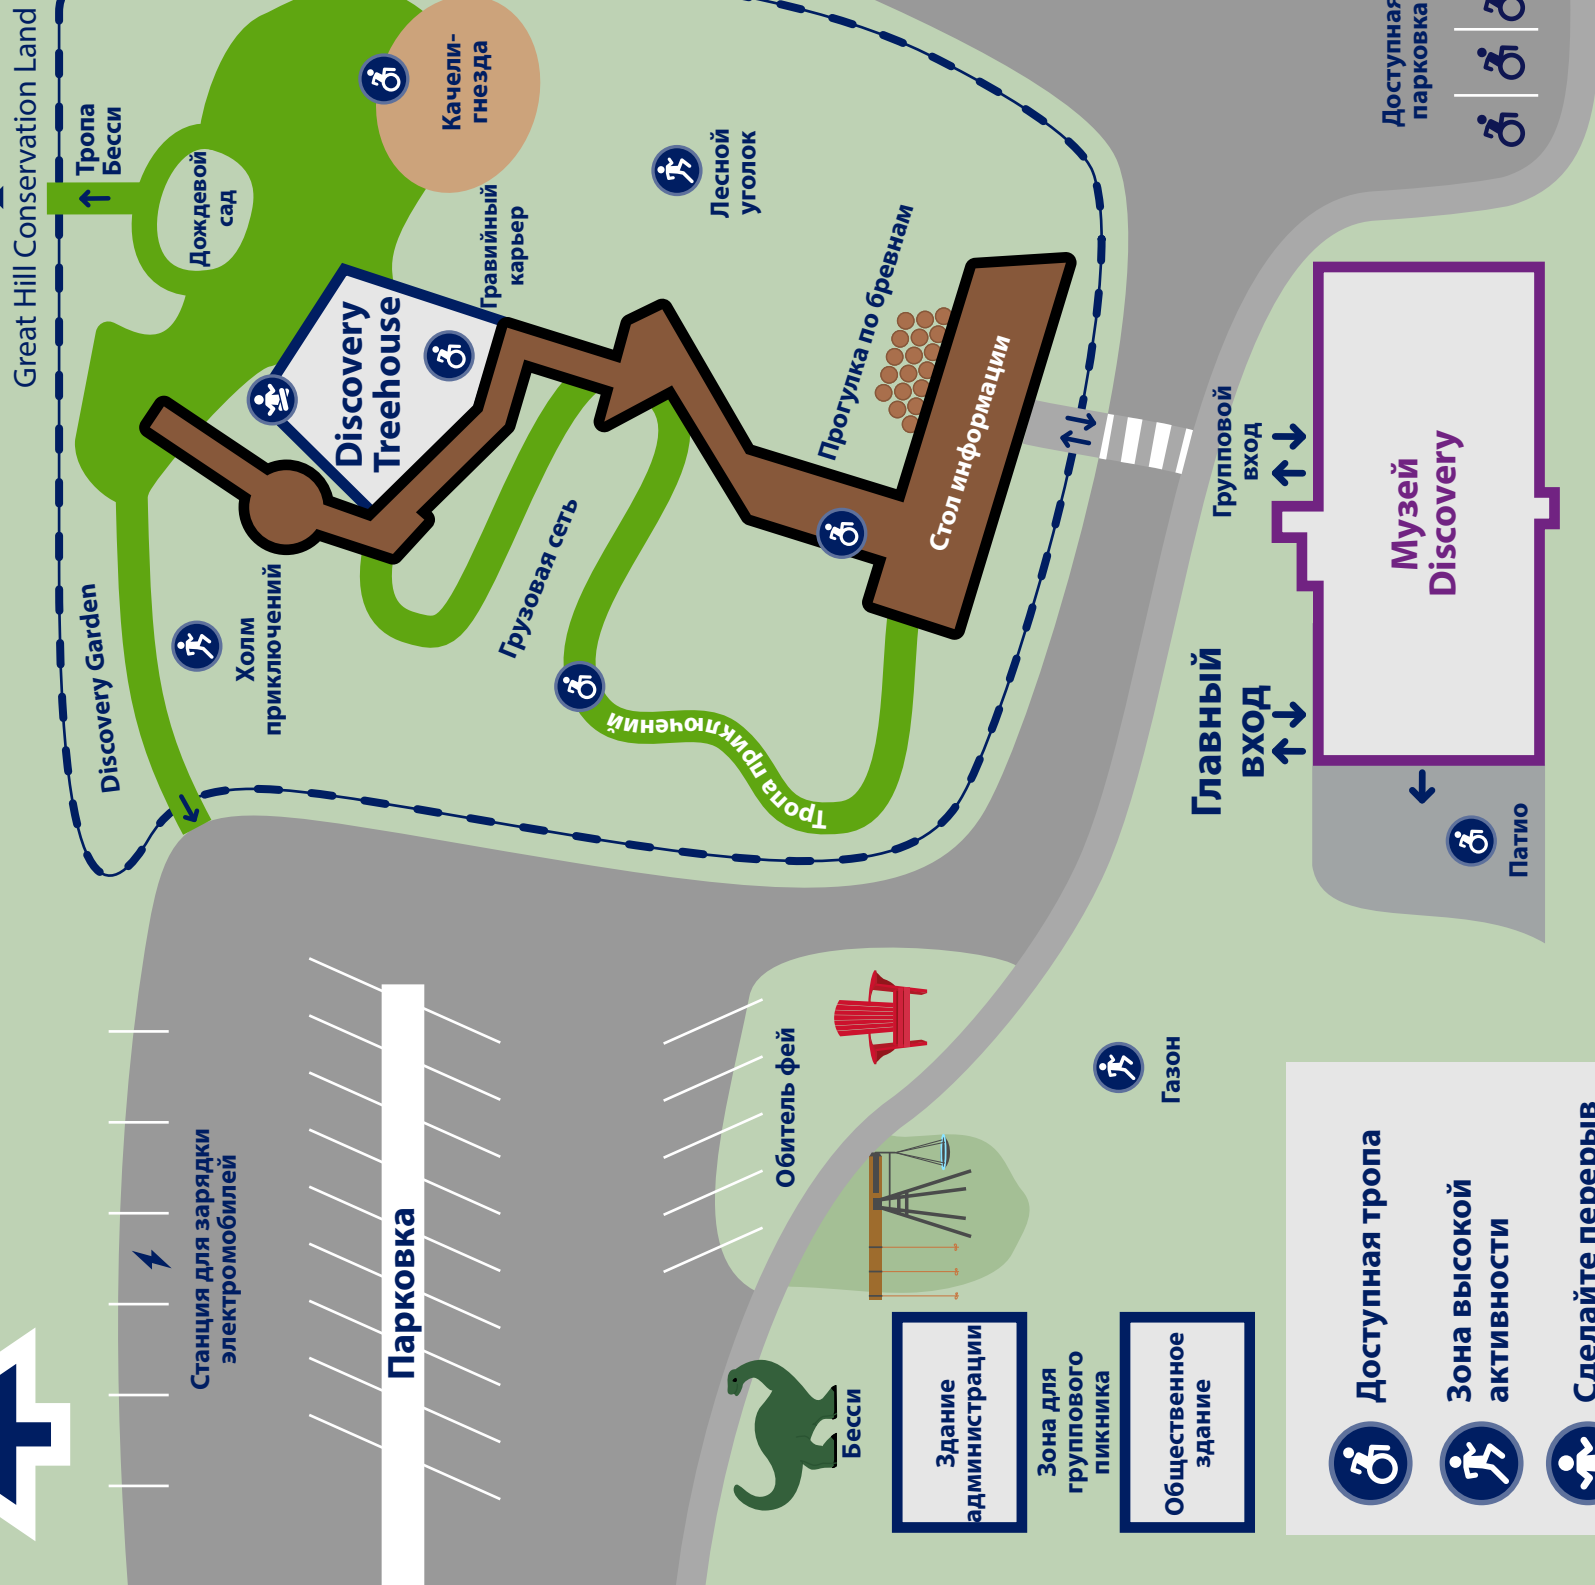 Great Hill Conservation Land
Тропа
Бесси
Дождевой
сад
Качели-
гнезда
Гравийный
карьер
Лесной
уголок
Discovery
Treehouse
Прогулка по бревнам
Стол информации
Грузовая сеть
Холм
приключений
Discovery Garden
Тропа приключений
Доступная
парковка
Групповой
вход
Музей
Discovery
Главный
вход
Патио
Станция для зарядки
электромобилей
Парковка
Обитель фей
Газон
Бесси
Здание
администрации
Зона для
группового
пикника
Общественное
здание
Доступная тропа
Зона высокой
активности
Сделайте перерыв